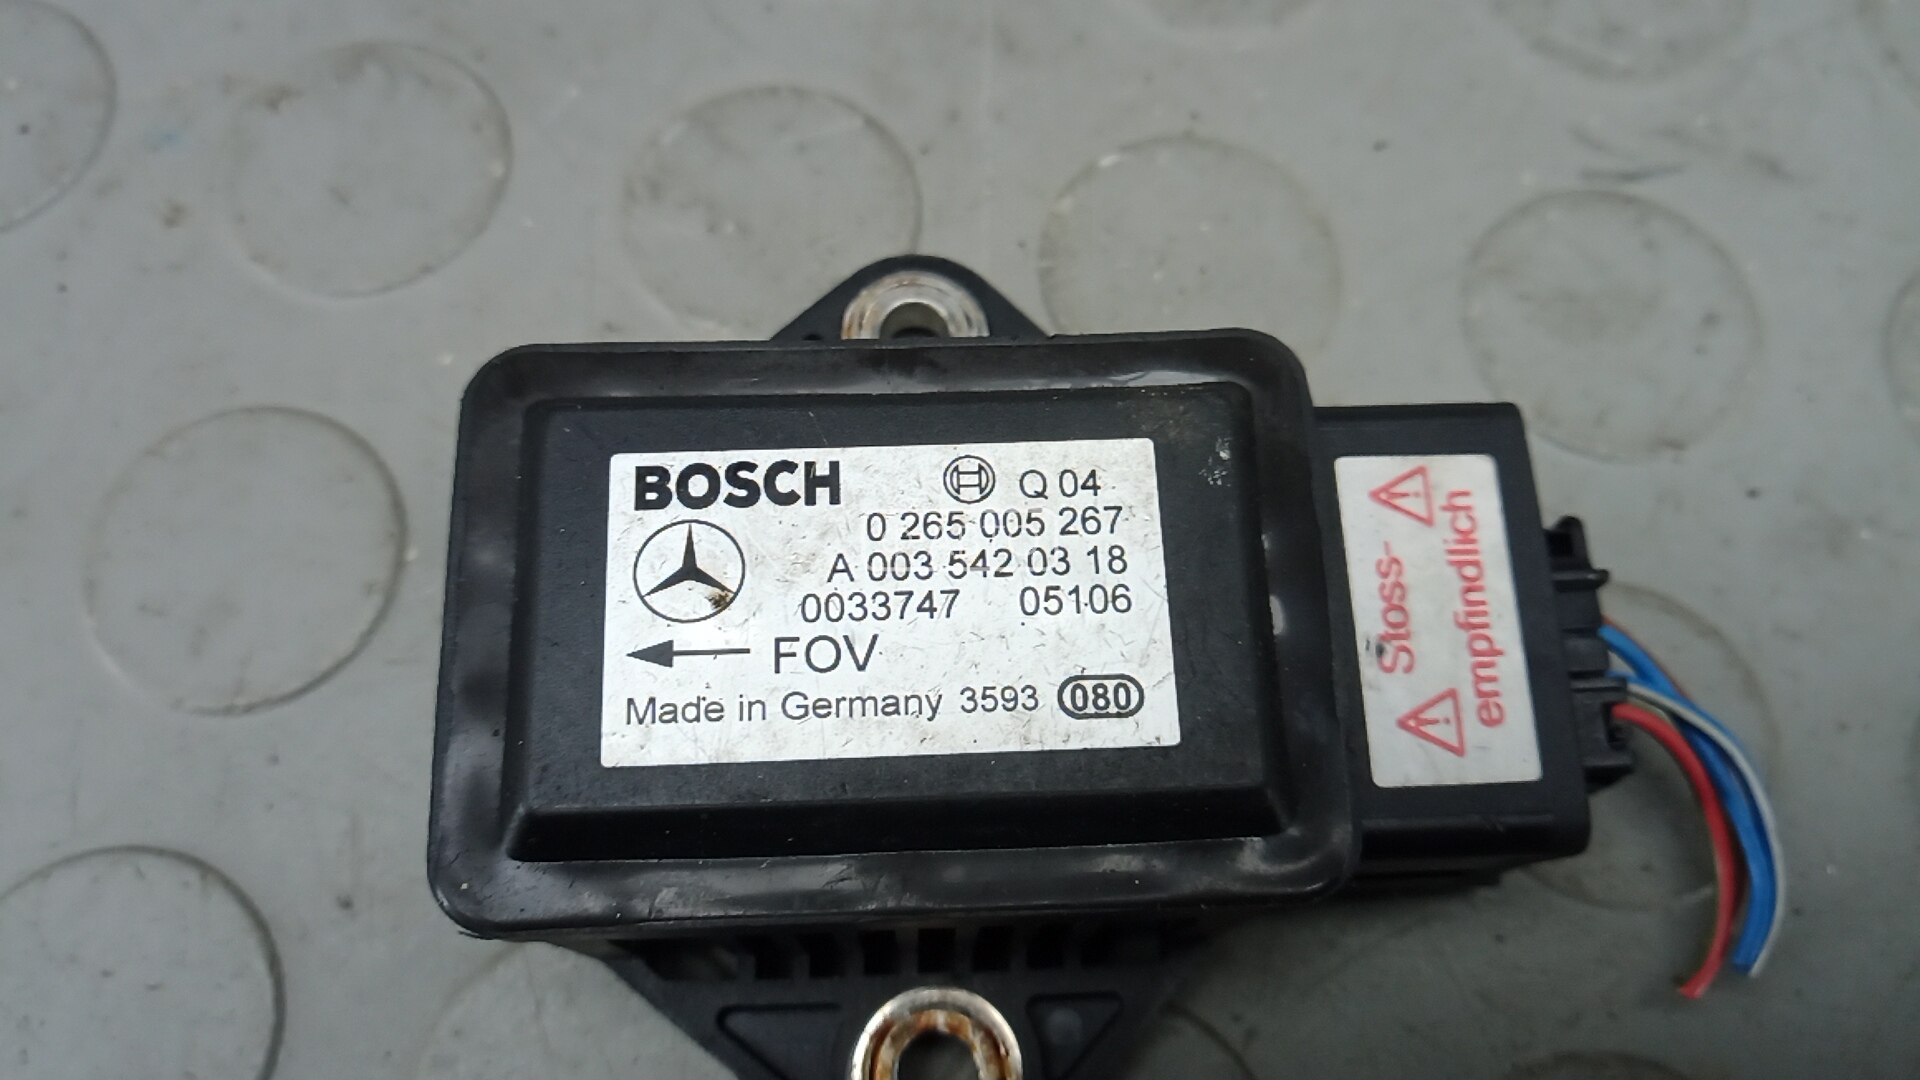 BOSCH Q 04
0 265 005 267
A 003 542 03 18
0033747 05106
FOV
Made in Germany 3593 080
Stoss-
empfindlich